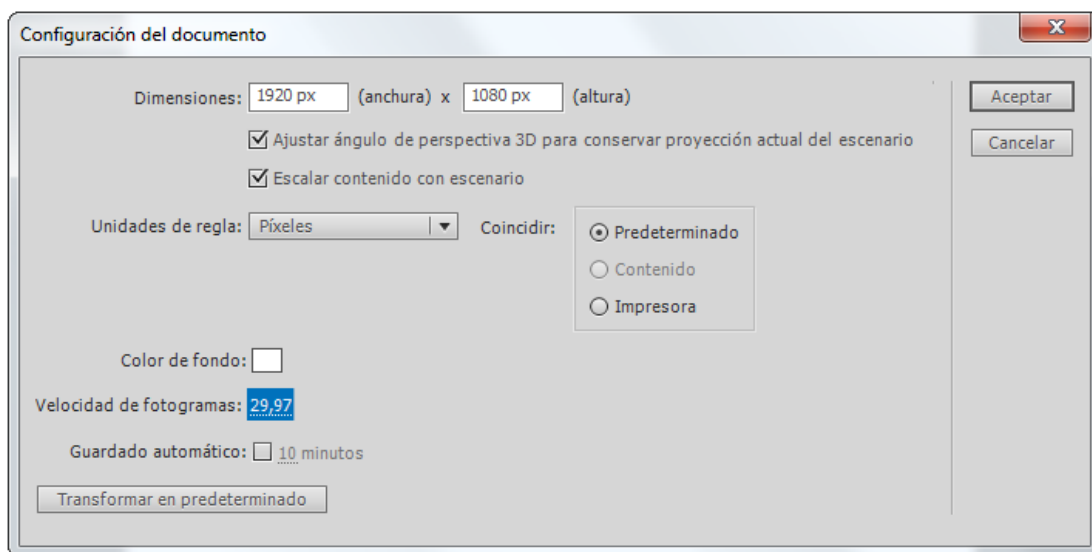 Configuración del documento
Dimensiones: 1920 px (anchura) x 1080 px (altura)
Aceptar
Ajustar ángulo de perspectiva 3D para conservar proyección actual del escenario
Cancelar
Escalar contenido con escenario
Unidades de regla: Píxeles
Coincidir:
Predeterminado
Contenido
Impresora
Color de fondo:
Velocidad de fotogramas: 29,97
Guardado automático: 10 minutos
Transformar en predeterminado